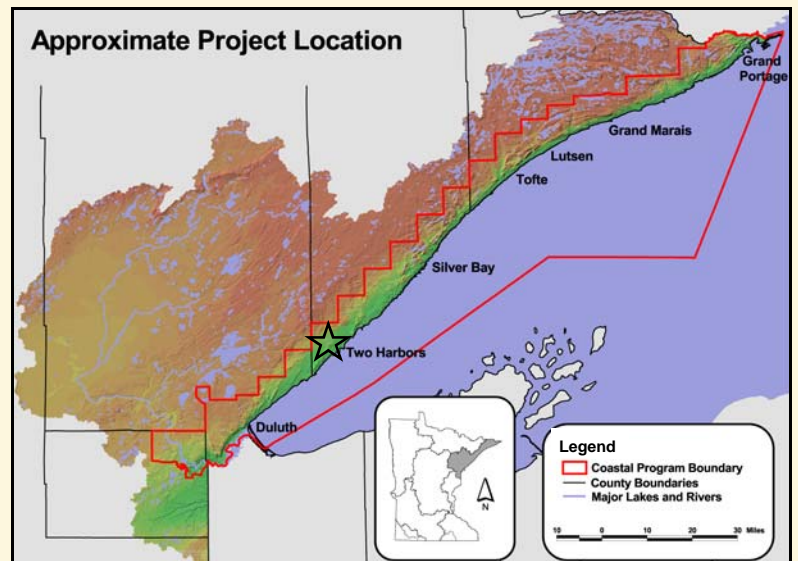 Approximate Project Location
Grand
Portage
Grand Marais
Lutsen
Tofte
Silver Bay
Two Harbors
Duluth
N
Legend
Coastal Program Boundary
County Boundaries
Major Lakes and Rivers
10 0 10 20 30 Miles